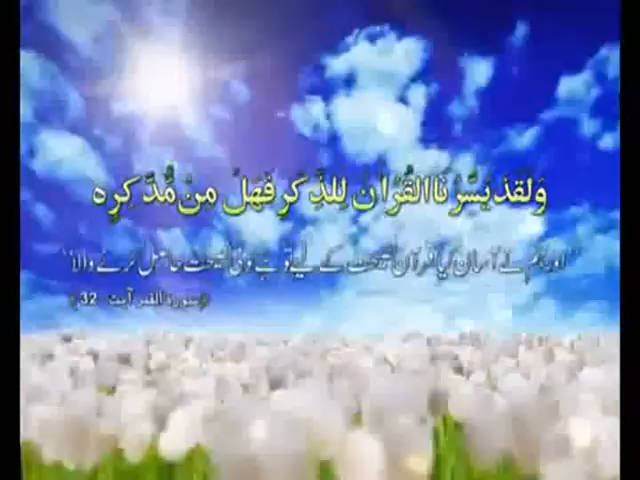 وَلَقَدْ يَسَّرْنَا الْقُرْاٰنَ لِلذِّكْرِ فَهَلْ مِنْ مُّدَّكِرٍ
"اور ہم نے آسان کیا قرآن نصیحت کے لیے تو ہے کوئی نصیحت حاصل کرنے والا"
(سورۃ القمر آیت 32)